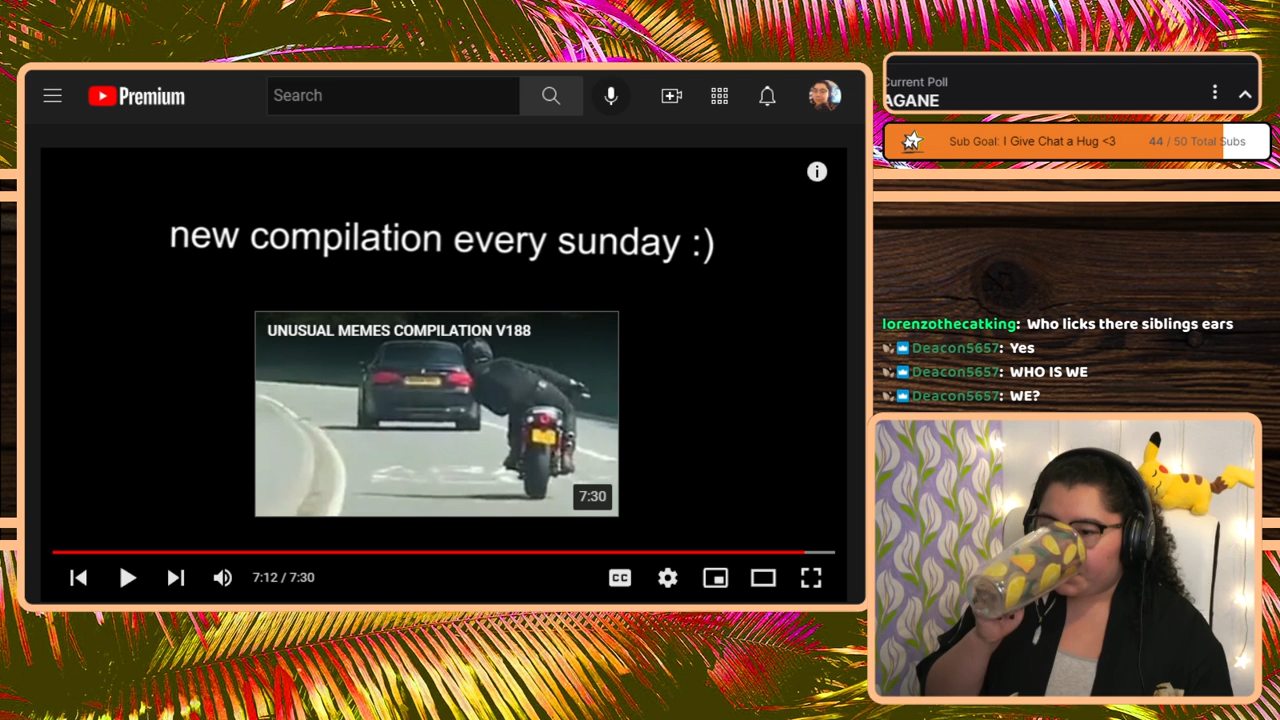 Premium
Search
new compilation every sunday :)
UNUSUAL MEMES COMPILATION V188
7:30
CC
7:12 / 7:30
Current Poll
AGANE
Sub Goal: I Give Chat a Hug <3 44 / 50 Total Subs
lorenzothecatking: Who licks there siblings ears
Deacon5657: Yes
Deacon5657: WHO IS WE
Deacon5657: WE?